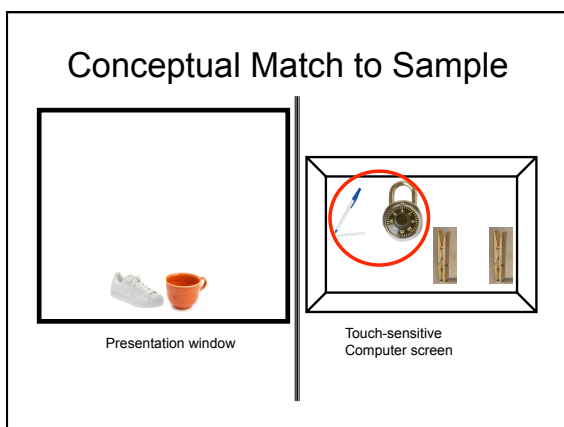 Conceptual Match to Sample
Presentation window
Touch-sensitive
Computer screen